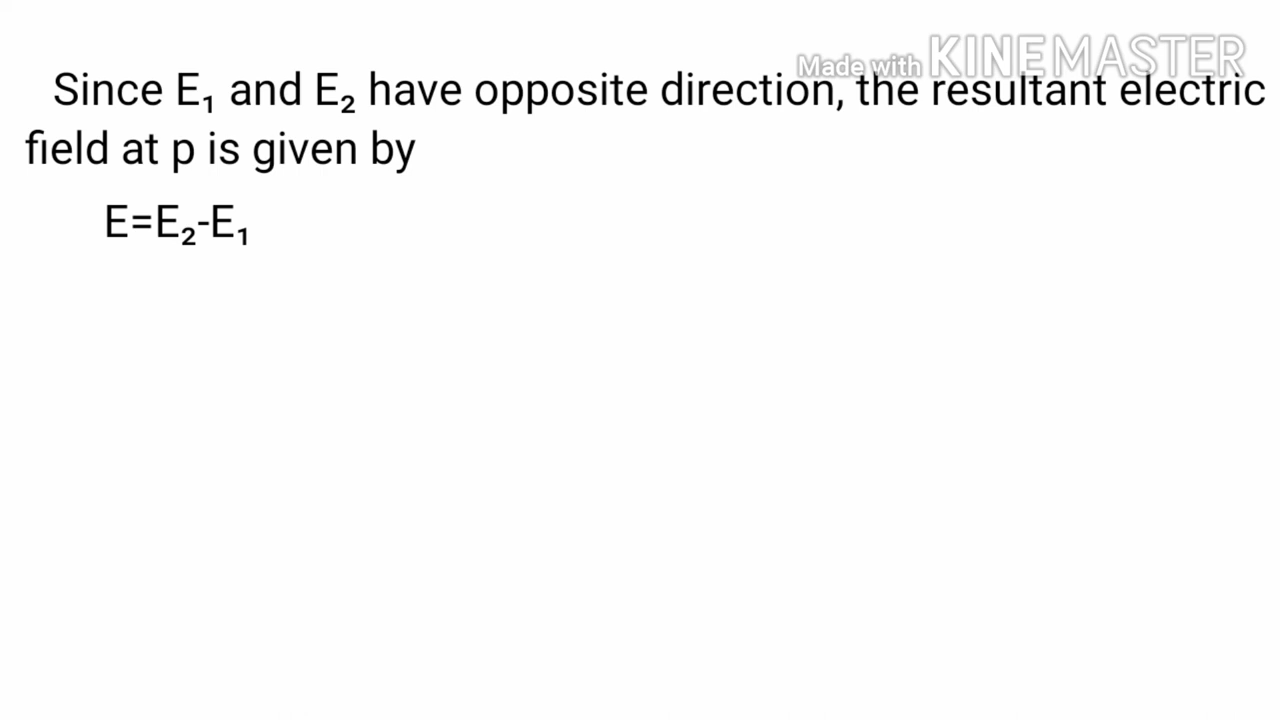 Made with KINEMASTER
Since E₁ and E₂ have opposite direction, the resultant electric
field at p is given by
E=E₂-E₁